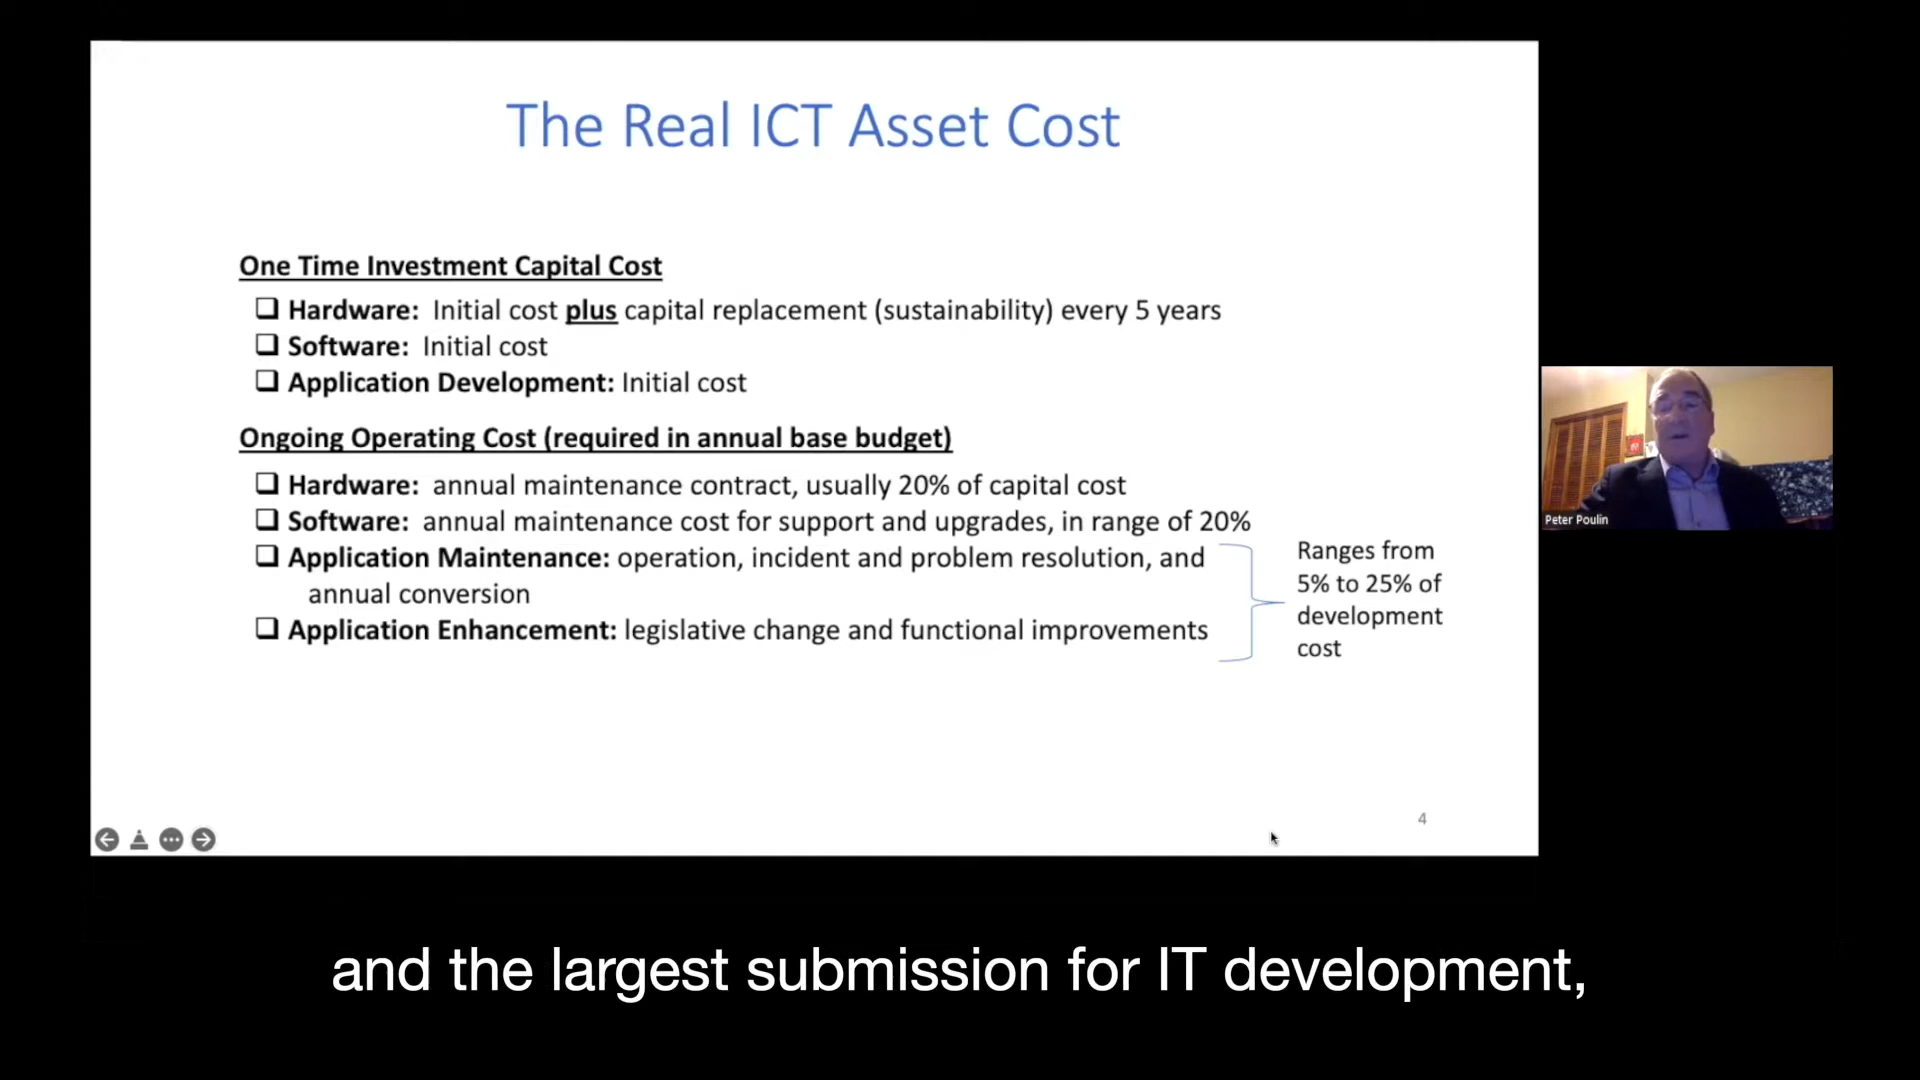 The Real ICT Asset Cost
One Time Investment Capital Cost
Hardware: Initial cost plus capital replacement (sustainability) every 5 years
Software: Initial cost
Application Development: Initial cost
Ongoing Operating Cost (required in annual base budget)
Hardware: annual maintenance contract, usually 20% of capital cost
Software: annual maintenance cost for support and upgrades, in range of 20%
Application Maintenance: operation, incident and problem resolution, and
annual conversion
Application Enhancement: legislative change and functional improvements
Ranges from
5% to 25% of
development
cost
4
Peter Poulin
and the largest submission for IT development,